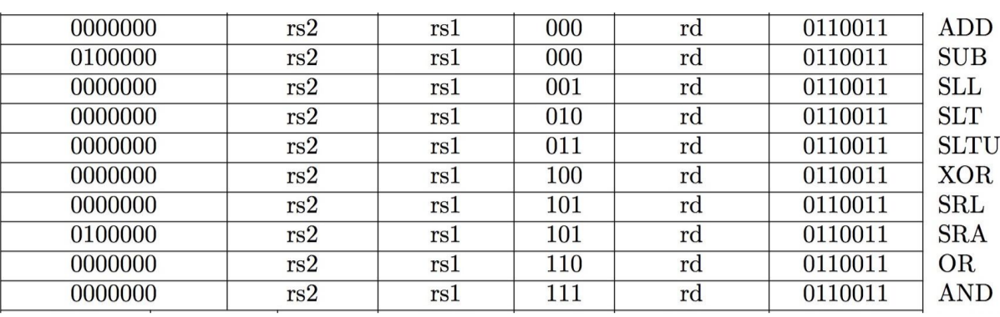 0000000 rs2 rs1 000 rd 0110011 ADD
0100000 rs2 rs1 000 rd 0110011 SUB
0000000 rs2 rs1 001 rd 0110011 SLL
0000000 rs2 rs1 010 rd 0110011 SLT
0000000 rs2 rs1 011 rd 0110011 SLTU
0000000 rs2 rs1 100 rd 0110011 XOR
0000000 rs2 rs1 101 rd 0110011 SRL
0100000 rs2 rs1 101 rd 0110011 SRA
0000000 rs2 rs1 110 rd 0110011 OR
0000000 rs2 rs1 111 rd 0110011 AND